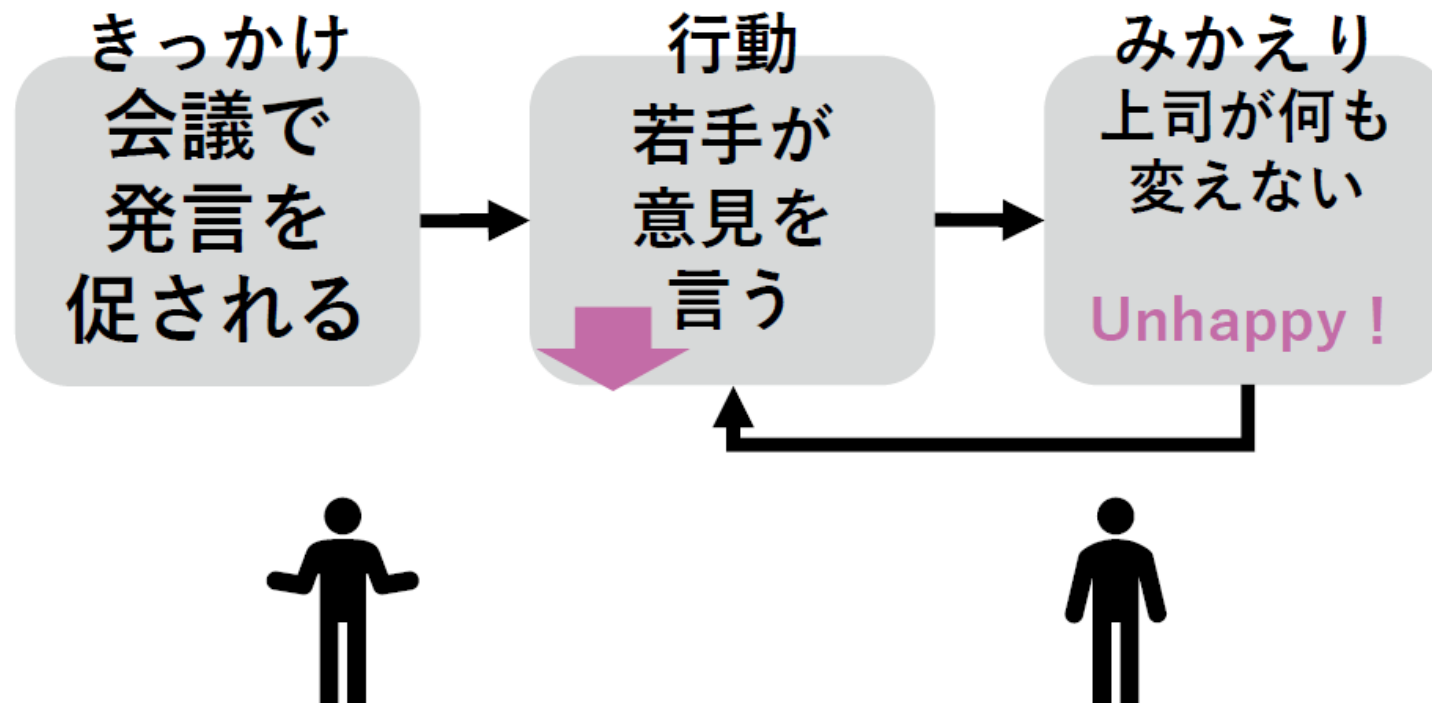 きっかけ
会議で
発言を
促される
行動
若手が
意見を
言う
みかえり
上司が何も
変えない
Unhappy！